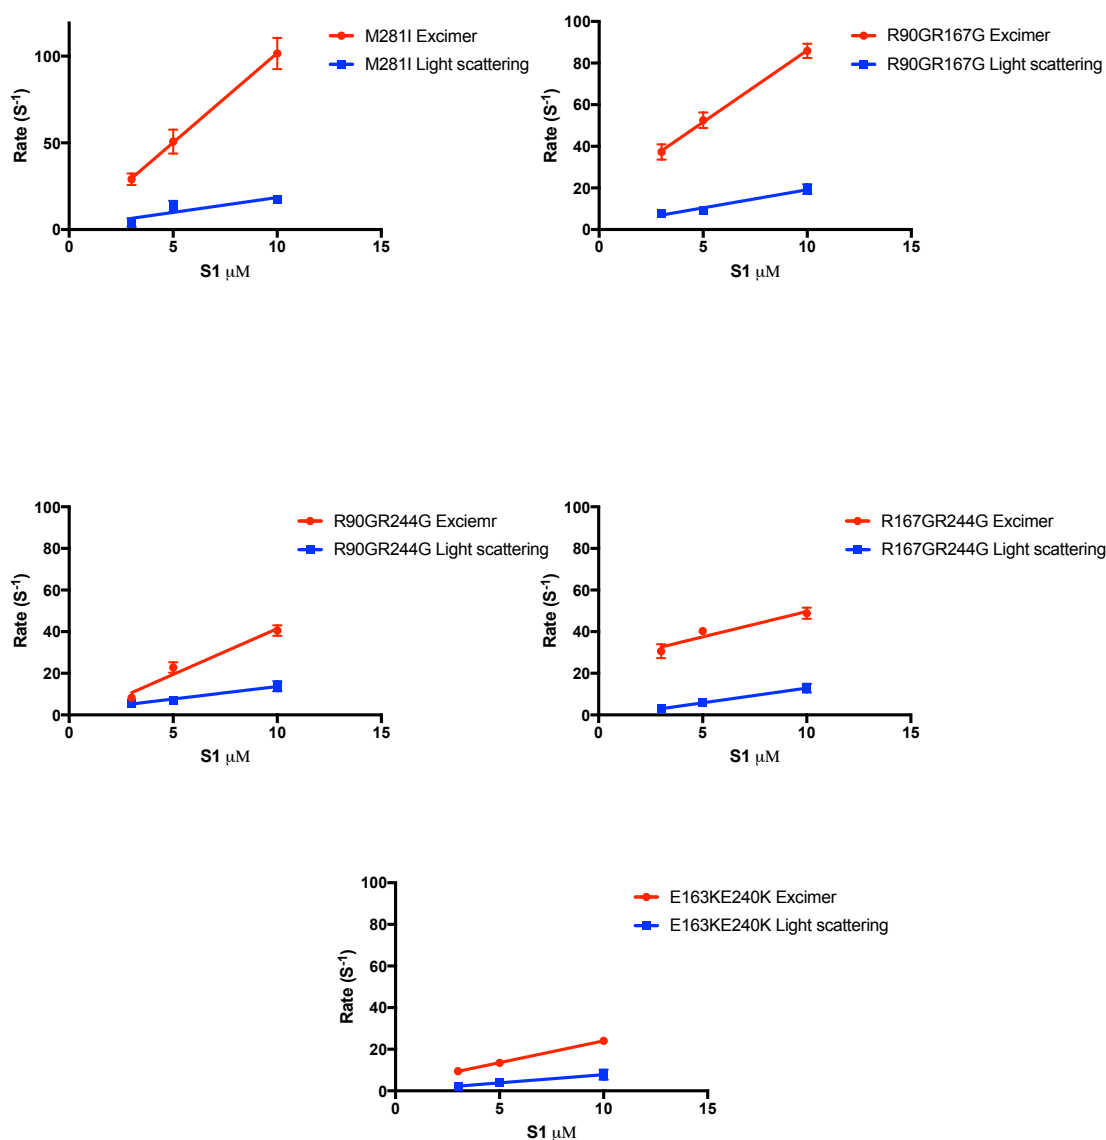 M281I Excimer
M281I Light scattering
100
50
0
Rate (S⁻¹)
0 5 10 15
S1 μM
R90GR167G Excimer
R90GR167G Light scattering
100
80
60
40
20
0
Rate (S⁻¹)
0 5 10 15
S1 μM
R90GR244G Exciemr
R90GR244G Light scattering
100
80
60
40
20
0
Rate (S⁻¹)
0 5 10 15
S1 μM
R167GR244G Excimer
R167GR244G Light scattering
100
80
60
40
20
0
Rate (S⁻¹)
0 5 10 15
S1 μM
E163KE240K Excimer
E163KE240K Light scattering
100
80
60
40
20
0
Rate (S⁻¹)
0 5 10 15
S1 μM